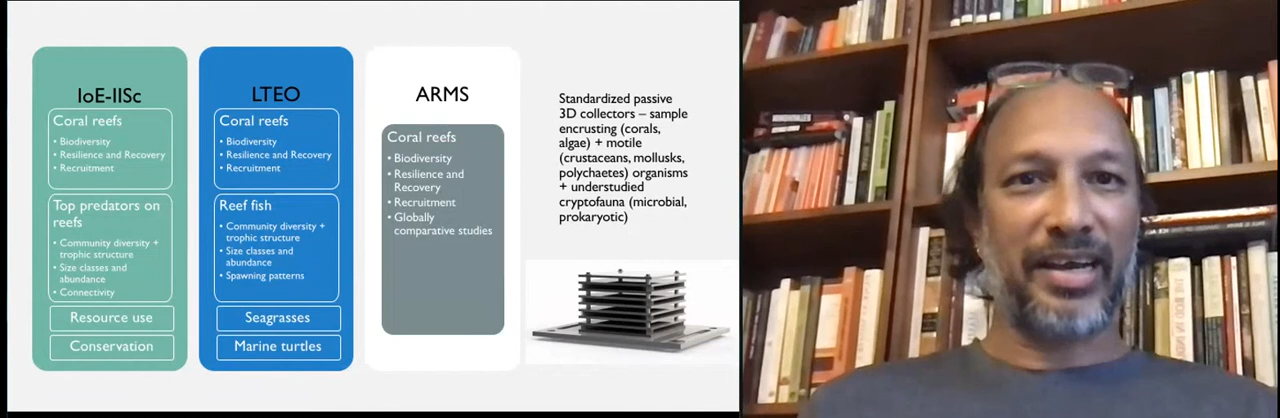 IoE-IISc
Coral reefs
• Biodiversity
• Resilience and Recovery
• Recruitment
Top predators on
reefs
• Community diversity +
trophic structure
• Size classes and
abundance
• Connectivity
Resource use
Conservation
LTEO
Coral reefs
• Biodiversity
• Resilience and Recovery
• Recruitment
Reef fish
• Community diversity +
trophic structure
• Size classes and
abundance
• Spawning patterns
Seagrasses
Marine turtles
ARMS
Coral reefs
• Biodiversity
• Resilience and
Recovery
• Recruitment
• Globally
comparative studies
Standardized passive
3D collectors – sample
encrusting (corals,
algae) + motile
(crustaceans, mollusks,
polychaetes) organisms
+ understudied
cryptofauna (microbial,
prokaryotic)